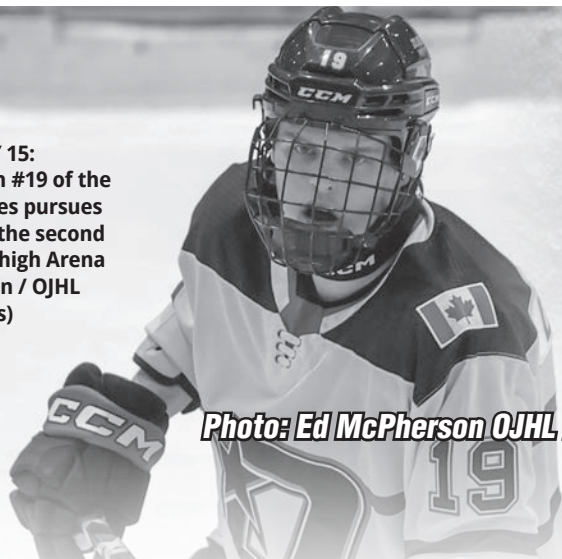 19
CCM
15:
#19 of the
pursues
the second
high Arena
/ OJHL
CCM
CCM
Photo: Ed McPherson OJHL
19